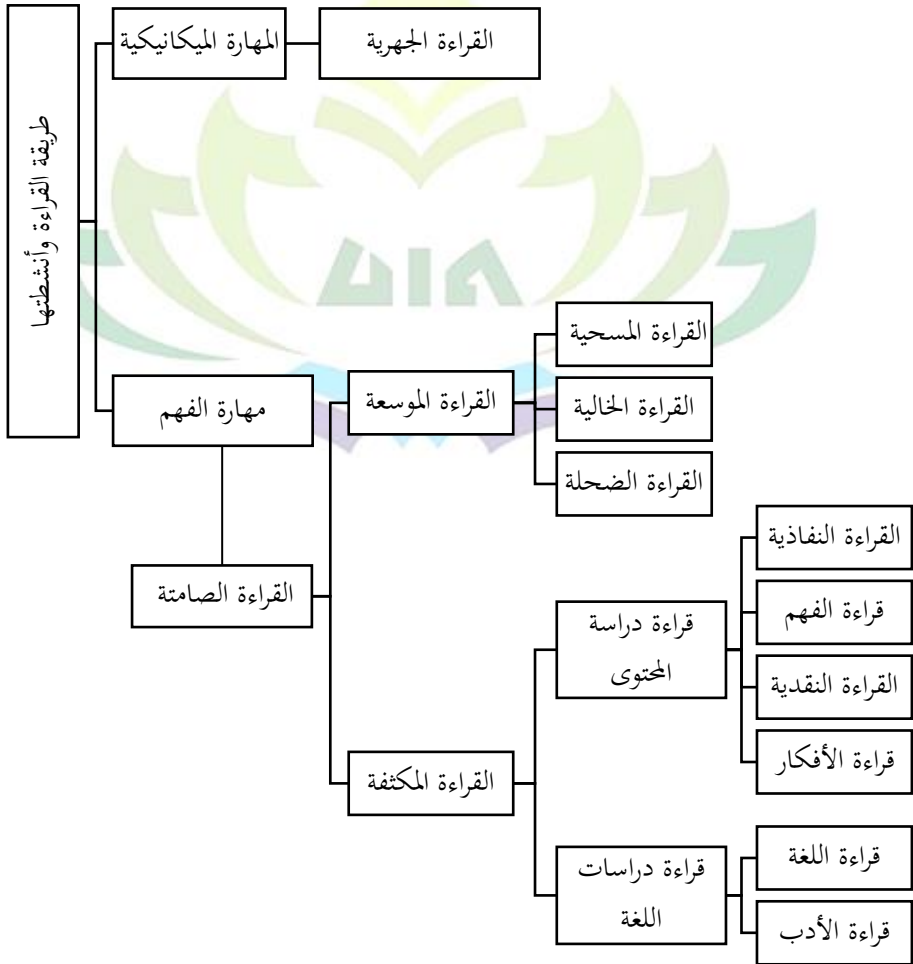 طريقة القراءة وأنشطتها
المهارة الميكانيكية
القراءة الجهرية
مهارة الفهم
القراءة الصامتة
القراءة الموسعة
القراءة المسحية
القراءة الخالية
القراءة الضحلة
القراءة المكثفة
قراءة دراسة
المحتوى
القراءة النفاذية
قراءة الفهم
القراءة النقدية
قراءة الأفكار
قراءة دراسات
اللغة
قراءة اللغة
قراءة الأدب